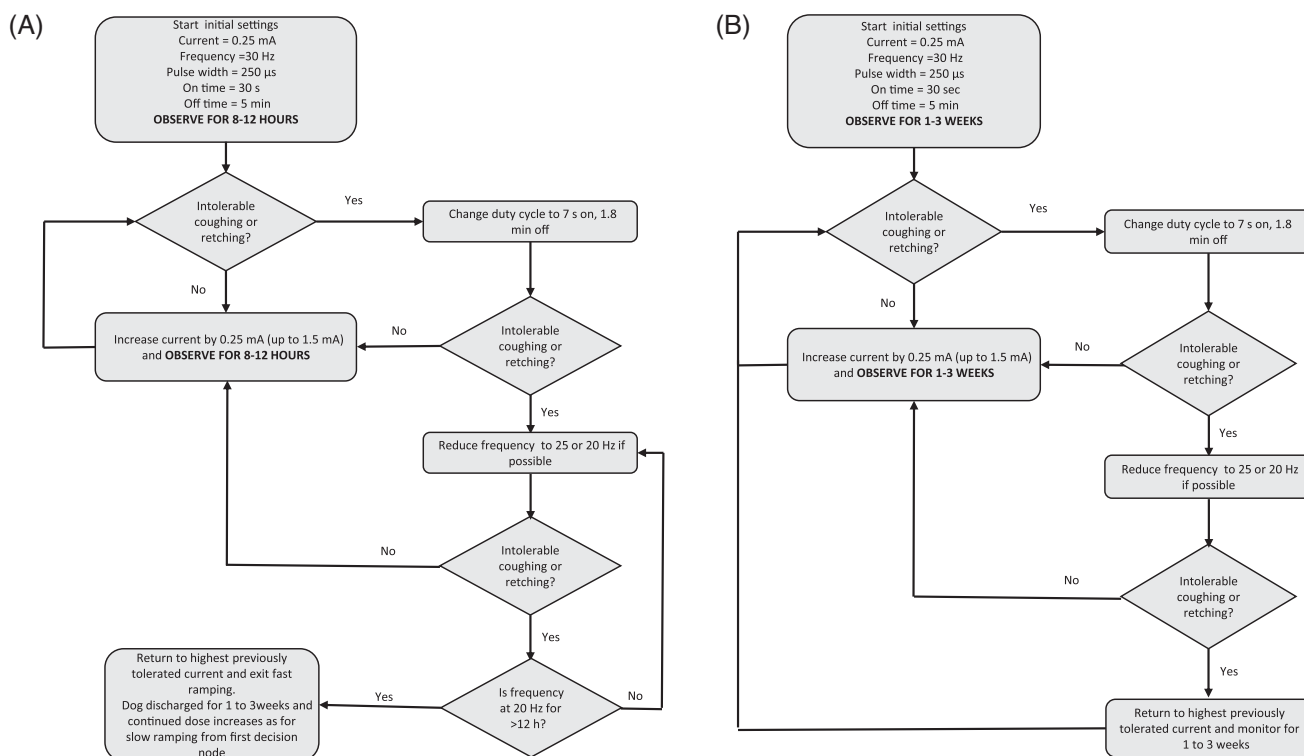 (A)
Start initial settings
Current = 0.25 mA
Frequency =30 Hz
Pulse width = 250 µs
On time = 30 s
Off time = 5 min
OBSERVE FOR 8-12 HOURS
Intolerable
coughing or
retching?
Yes
Change duty cycle to 7 s on, 1.8
min off
No
Increase current by 0.25 mA (up to 1.5 mA)
and OBSERVE FOR 8-12 HOURS
No
Intolerable
coughing or
retching?
Yes
Reduce frequency to 25 or 20 Hz if
possible
No
Intolerable
coughing or
retching?
Yes
Is frequency
at 20 Hz for
>12 h?
No
Yes
Return to highest previously
tolerated current and exit fast
ramping.
Dog discharged for 1 to 3weeks and
continued dose increases as for
slow ramping from first decision
node
(B)
Start initial settings
Current = 0.25 mA
Frequency =30 Hz
Pulse width = 250 µs
On time = 30 sec
Off time = 5 min
OBSERVE FOR 1-3 WEEKS
Intolerable
coughing or
retching?
Yes
Change duty cycle to 7 s on, 1.8
min off
No
Increase current by 0.25 mA (up to 1.5 mA)
and OBSERVE FOR 1-3 WEEKS
No
Intolerable
coughing or
retching?
Yes
Reduce frequency to 25 or 20 Hz
if possible
No
Intolerable
coughing or
retching?
Yes
Return to highest previously
tolerated current and monitor for
1 to 3 weeks